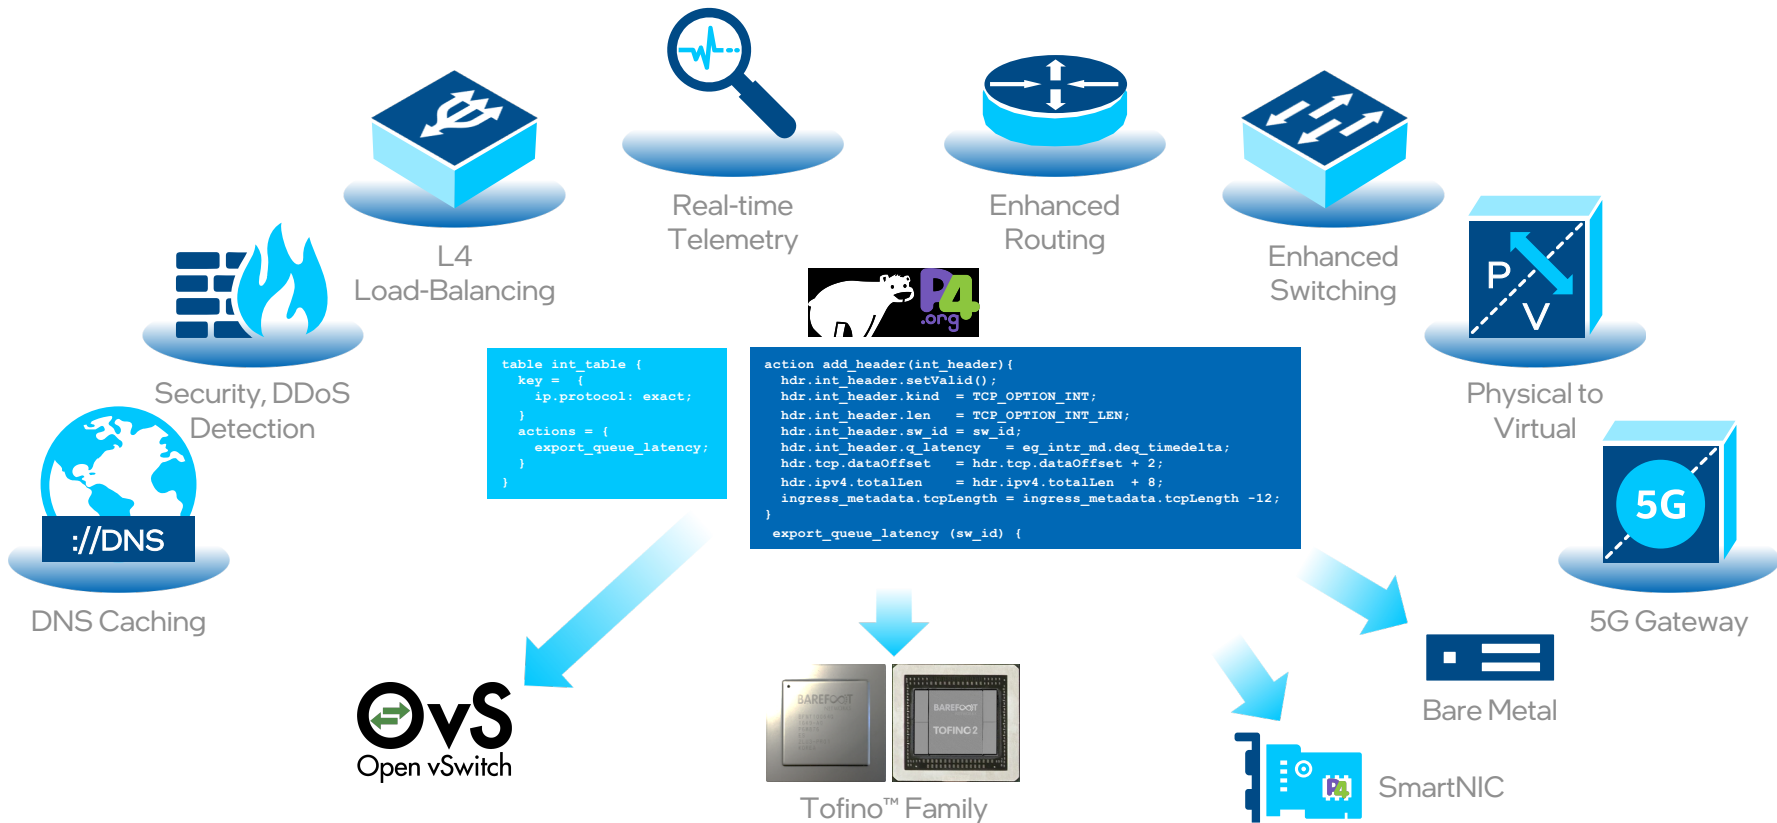 Real-time
Telemetry
Enhanced
Routing
L4
Load-Balancing
Enhanced
Switching
P
V
P4
.org
Security, DDoS
Detection
Physical to
Virtual
table int_table {
key = {
ip.protocol: exact;
}
actions = {
export_queue_latency;
}
}
action add_header(int_header){
hdr.int_header.setValid();
hdr.int_header.kind = TCP_OPTION_INT;
hdr.int_header.len = TCP_OPTION_INT_LEN;
hdr.int_header.sw_id = sw_id;
hdr.int_header.q_latency = eg_intr_md.deq_timedelta;
hdr.tcp.dataOffset = hdr.tcp.dataOffset + 2;
hdr.ipv4.totalLen = hdr.ipv4.totalLen + 8;
ingress_metadata.tcpLength = ingress_metadata.tcpLength -12;
}
export_queue_latency (sw_id) {
://DNS
DNS Caching
5G
5G Gateway
OvS
Open vSwitch
BAREFOOT
BAREFOOT
TOFINO 2
Tofino™ Family
Bare Metal
P4
SmartNIC